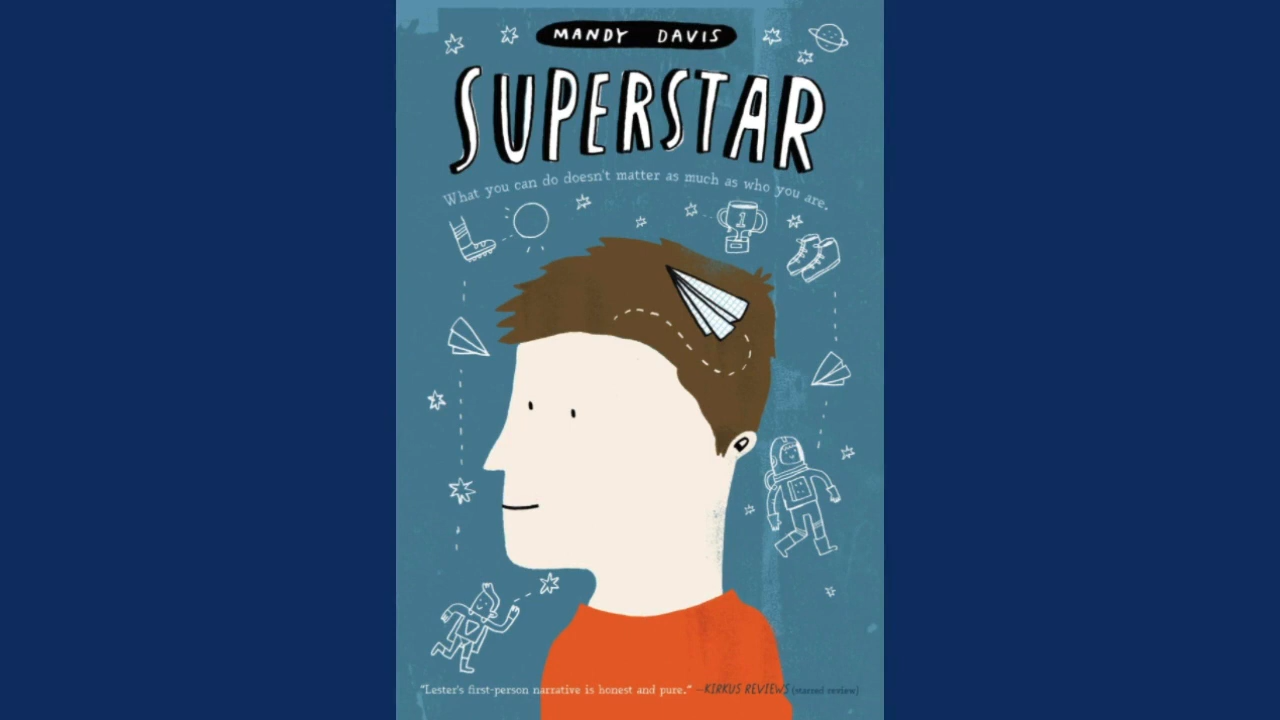 MANDY DAVIS
SUPERSTAR
What you can do doesn't matter as much as who you are.
1
"Lester's first-person narrative is honest and pure." —KIRKUS REVIEWS (starred review)